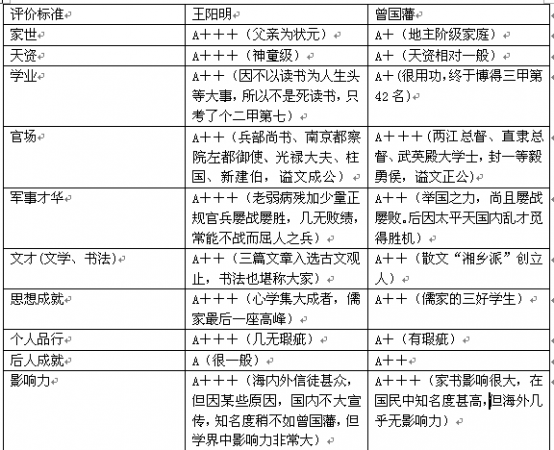 评价标准 王阳明 曾国藩
家世 A+++（父亲为状元） A+（地主阶级家庭）
天资 A+++（神童级） A+（天资相对一般）
学业 A++（因不以读书为人生头 A+(很用功，终于博得三甲第
等大事，所以不是死读书，只 42名）
考了个二甲第七）
官场 A++（兵部尚书、南京都察 A+++(两江总督、直隶总
院左都御使、光禄大夫、柱 督、武英殿大学士，封一等毅
国、新建伯，谥文成公） 勇侯，谥文正公）
军事才华 A+++（老弱病残加少量正 A++（举国之力，尚且屡战
规官兵屡战屡胜，几无败绩， 屡败。后因太平天国内乱才觅
常能不战而屈人之兵） 得胜机）
文才(文学、书法) A++（三篇文章入选古文观 A++（散文“湘乡派”创立
止，书法也堪称大家） 人）
思想成就 A+++（心学集大成者，儒 A++（儒家的三好学生）
家最后一座高峰）
个人品行 A+++（几无瑕疵） A+（有瑕疵）
后人成就 A（很一般） A++
影响力 A+++（海内外信徒甚众， A+++（家书影响很大，在
但因某些原因，国内不大宣 国民中知名度甚高，但海外几
传，知名度稍不如曾国藩，但 乎无影响力）
学界中影响力非常大）